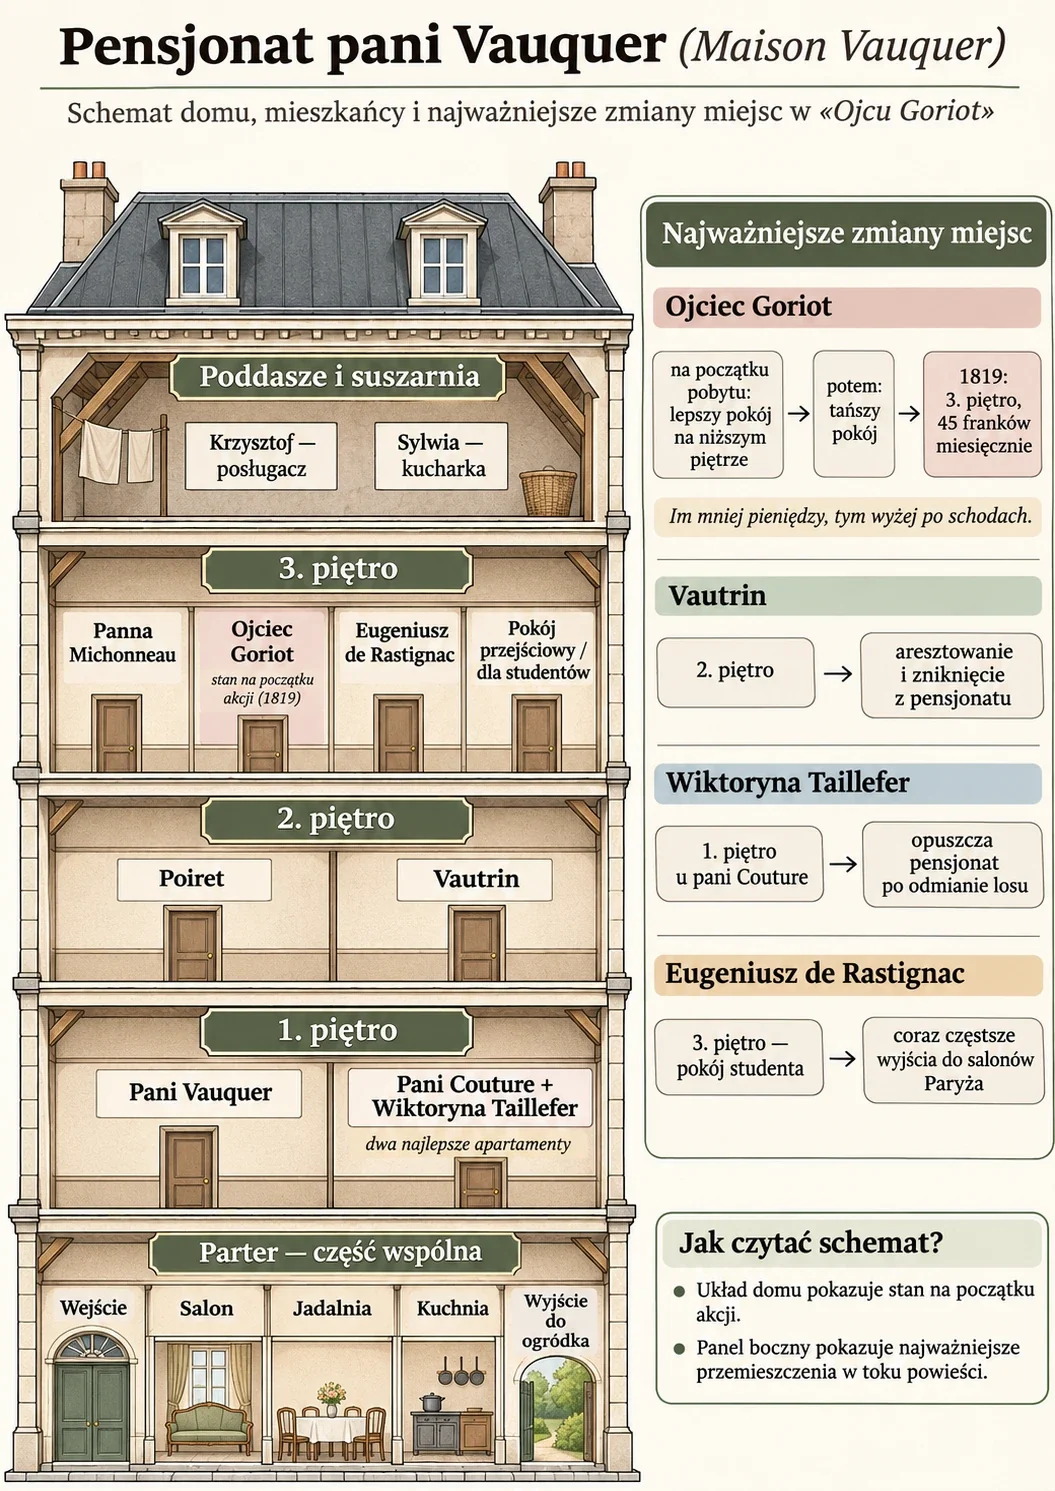 Pensjonat pani Vauquer (Maison Vauquer)
Schemat domu, mieszkańcy i najważniejsze zmiany miejsc w «Ojcu Goriot»
Poddasze i suszarnia
Krzysztof —
posługacz
Sylwia —
kucharka
3. piętro
Panna
Michonneau
Ojciec
Goriot
stan na początku
akcji (1819)
Eugeniusz
de Rastignac
Pokój
przejściowy /
dla studentów
2. piętro
Poiret
Vautrin
1. piętro
Pani Vauquer
Pani Couture +
Wiktoryna Taillefer
dwa najlepsze apartamenty
Parter — część wspólna
Wejście
Salon
Jadalnia
Kuchnia
Wyjście
do
ogródka
Najważniejsze zmiany miejsc
Ojciec Goriot
na początku
pobytu:
lepszy pokój
na niższym
piętrze
potem:
tańszy
pokój
1819:
3. piętro,
45 franków
miesięcznie
Im mniej pieniędzy, tym wyżej po schodach.
Vautrin
2. piętro
aresztowanie
i zniknięcie
z pensjonatu
Wiktoryna Taillefer
1. piętro
u pani Couture
opuszcza
pensjonat
po odmianie losu
Eugeniusz de Rastignac
3. piętro —
pokój studenta
coraz częstsze
wyjścia do salonów
Paryża
Jak czytać schemat?
● Układ domu pokazuje stan na początku
akcji.
● Panel boczny pokazuje najważniejsze
przemieszczenia w toku powieści.